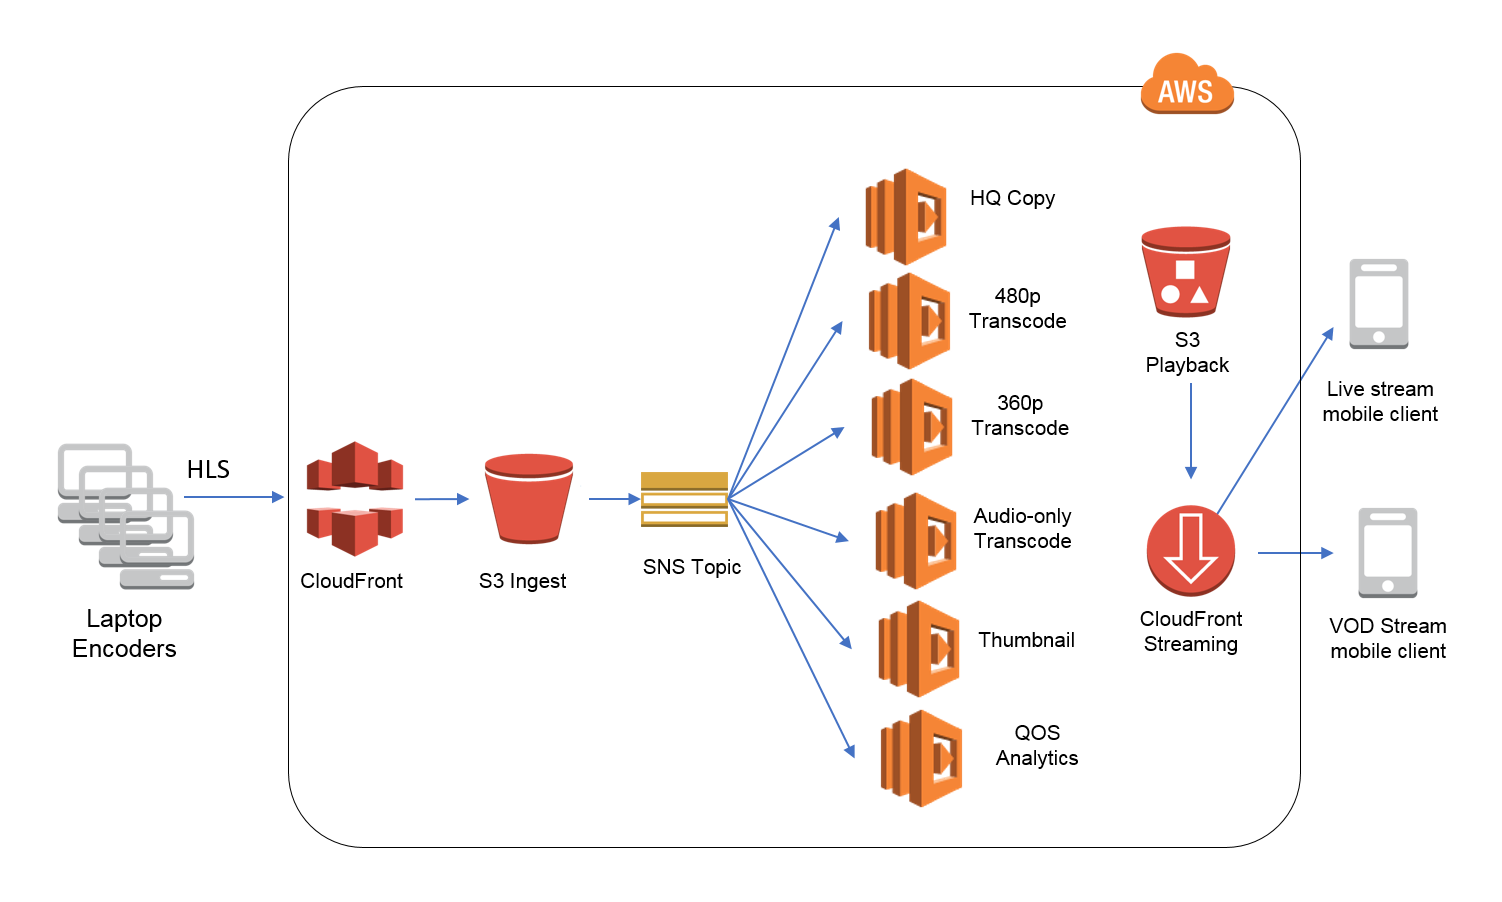 AWS
HLS
Laptop
Encoders
CloudFront
S3 Ingest
SNS Topic
HQ Copy
480p
Transcode
360p
Transcode
Audio-only
Transcode
Thumbnail
QOS
Analytics
S3
Playback
CloudFront
Streaming
Live stream
mobile client
VOD Stream
mobile client